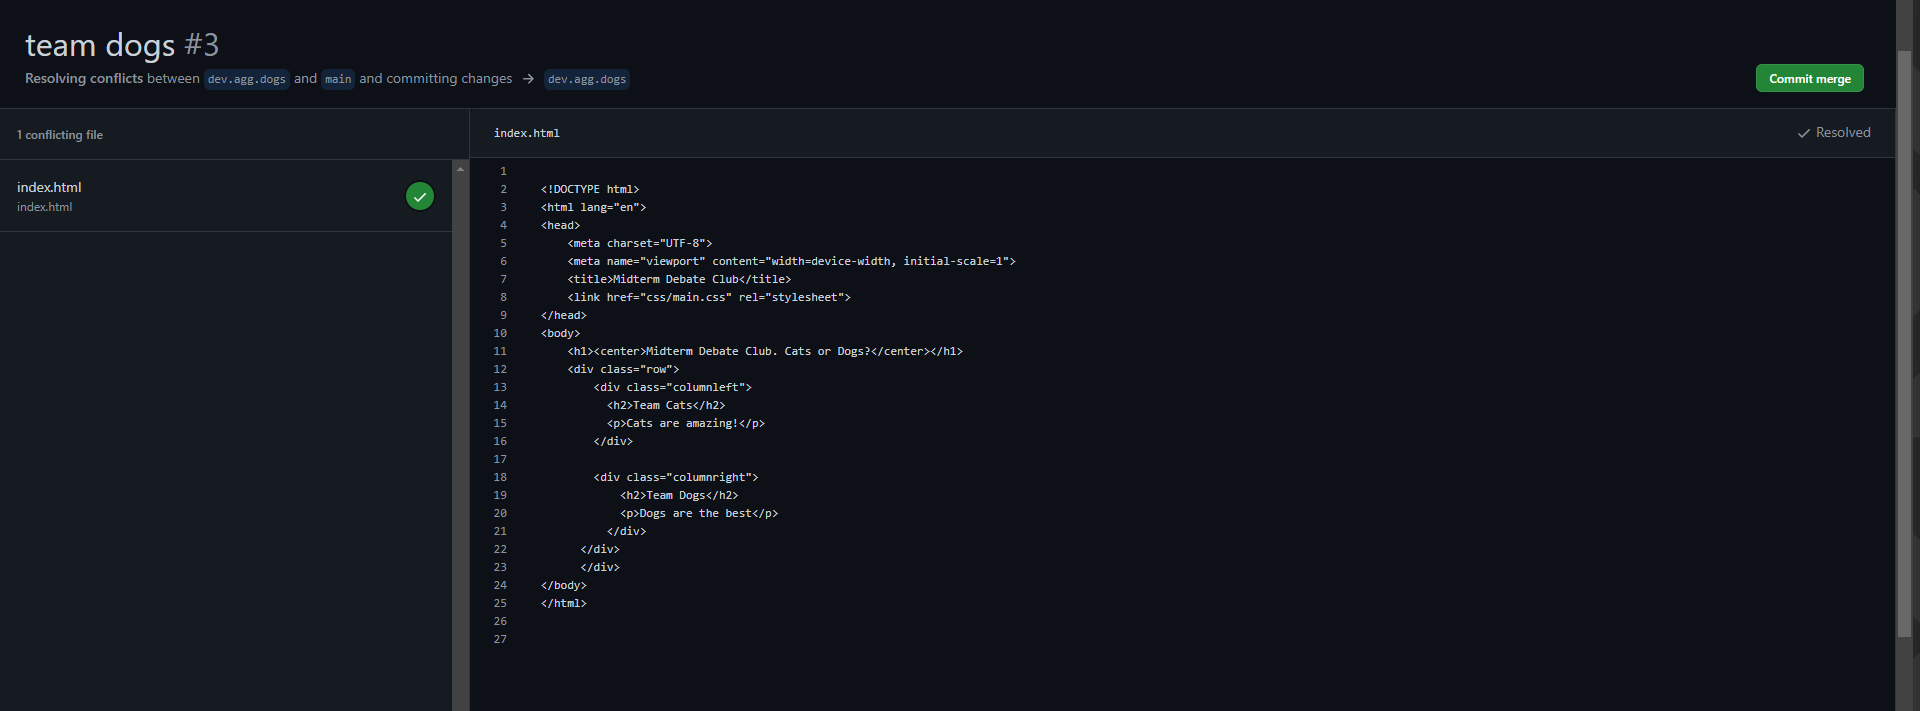 team dogs #3
Resolving conflicts between dev.agg.dogs and main and committing changes → dev.agg.dogs
Commit merge
1 conflicting file
index.html
index.html
index.html
Resolved
1
2 <!DOCTYPE html>
3 <html lang="en">
4 <head>
5 <meta charset="UTF-8">
6 <meta name="viewport" content="width=device-width, initial-scale=1">
7 <title>Midterm Debate Club</title>
8 <link href="css/main.css" rel="stylesheet">
9 </head>
10 <body>
11 <h1><center>Midterm Debate Club. Cats or Dogs?</center></h1>
12 <div class="row">
13 <div class="columnleft">
14 <h2>Team Cats</h2>
15 <p>Cats are amazing!</p>
16 </div>
17
18 <div class="columnright">
19 <h2>Team Dogs</h2>
20 <p>Dogs are the best</p>
21 </div>
22 </div>
23 </div>
24 </body>
25 </html>
26
27